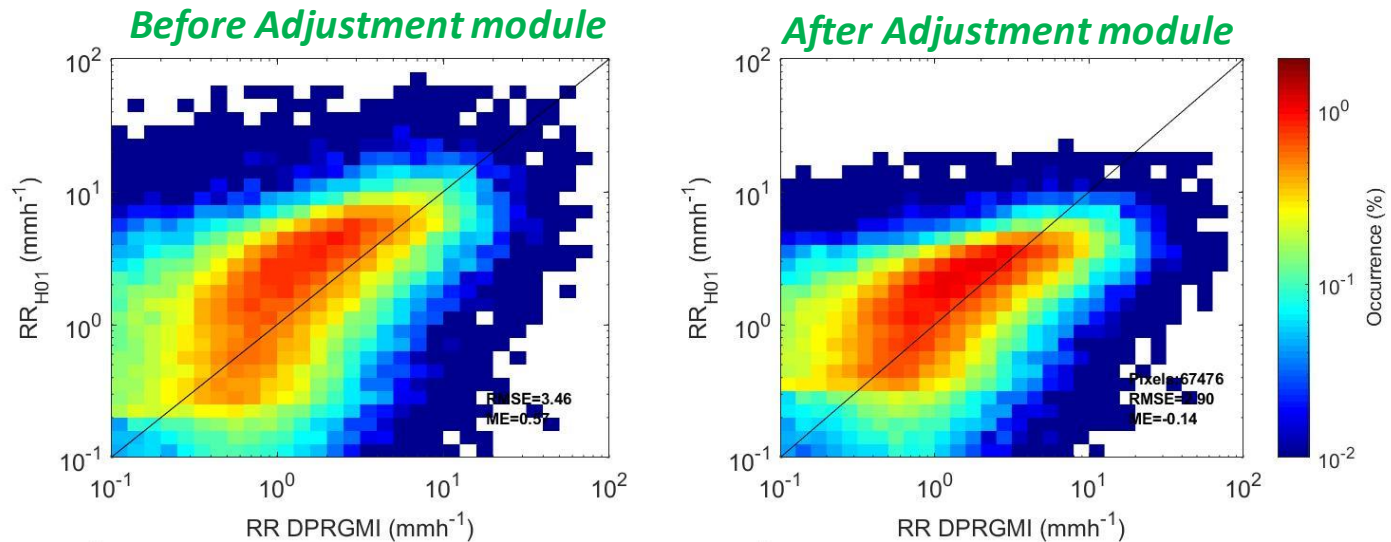 Before Adjustment module
After Adjustment module
10^2
10^1
10^0
10^-1
RR_H01 (mmh^-1)
RMSE=3.46
ME=0.57
10^-1
10^0
10^1
10^2
RR DPRGMI (mmh^-1)
10^2
10^1
10^0
10^-1
RR_H01 (mmh^-1)
Pixels:67476
RMSE=2.90
ME=-0.14
10^-1
10^0
10^1
10^2
RR DPRGMI (mmh^-1)
10^0
10^-1
10^-2
Occurrence (%)